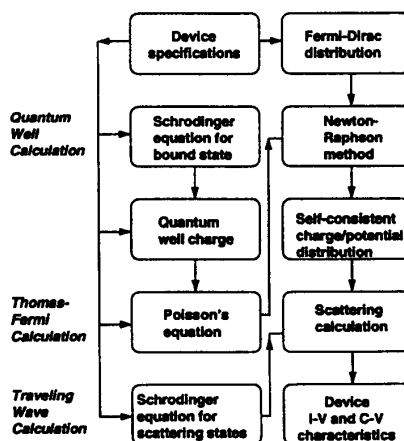 Device
specifications
Fermi-Dirac
distribution
Quantum
Well
Calculation
Schrodinger
equation for
bound state
Newton-
Raphson
method
Quantum
well charge
Self-consistent
charge/potential
distribution
Thomas-
Fermi
Calculation
Poisson's
equation
Scattering
calculation
Traveling
Wave
Calculation
Schrodinger
equation for
scattering states
Device
I-V and C-V
characteristics